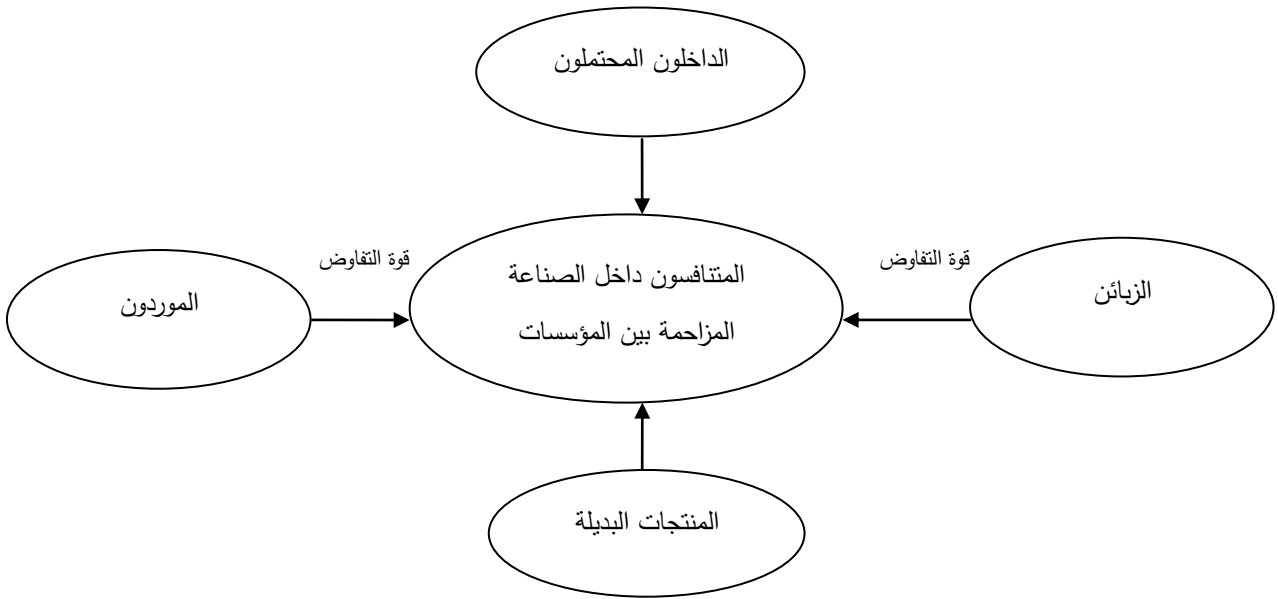 الداخلون المحتملون
قوة التفاوض
قوة التفاوض
الزبائن
المتنافسون داخل الصناعة
المزاحمة بين المؤسسات
الموردون
المنتجات البديلة